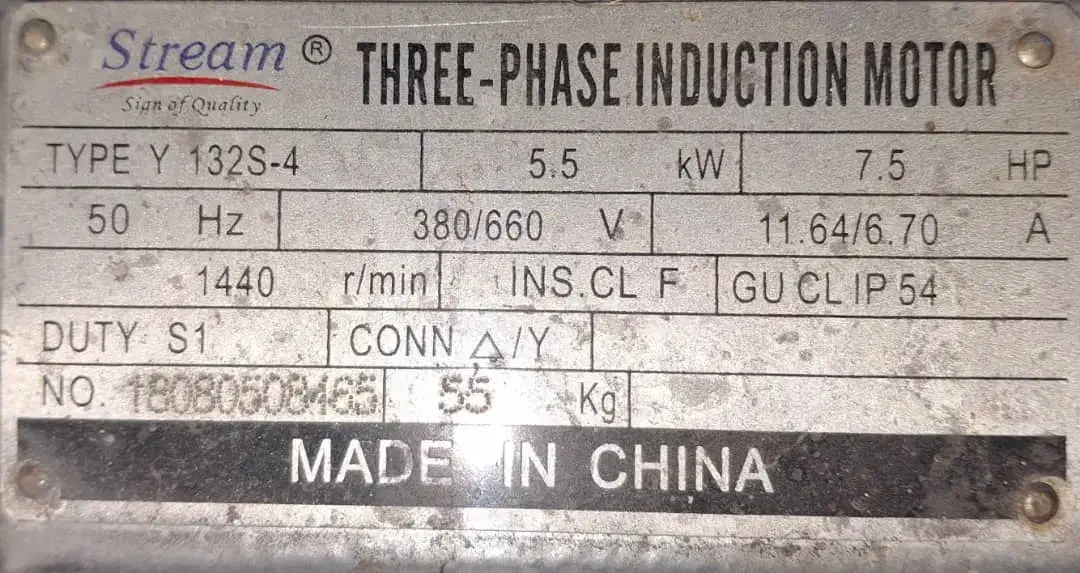 Stream ® THREE-PHASE INDUCTION MOTOR
Sign of Quality
TYPE Y 132S-4 5.5 kW 7.5 HP
50 Hz 380/660 V 11.64/6.70 A
1440 r/min INS.CL F GU CL IP 54
DUTY S1 CONN △/Y
NO. 18080508465 55 Kg
MADE IN CHINA